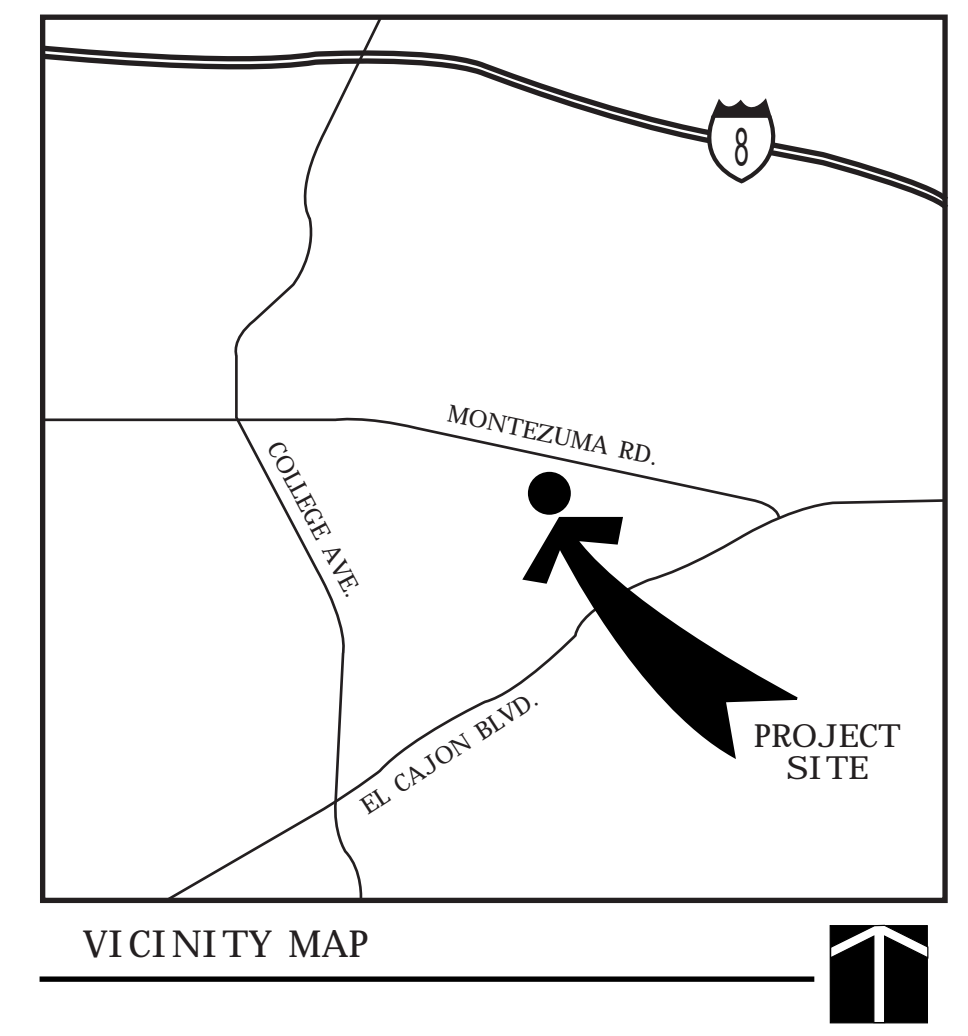 8
MONTEZUMA RD.
COLLEGE AVE.
EL CAJON BLVD.
PROJECT
SITE
VICINITY MAP